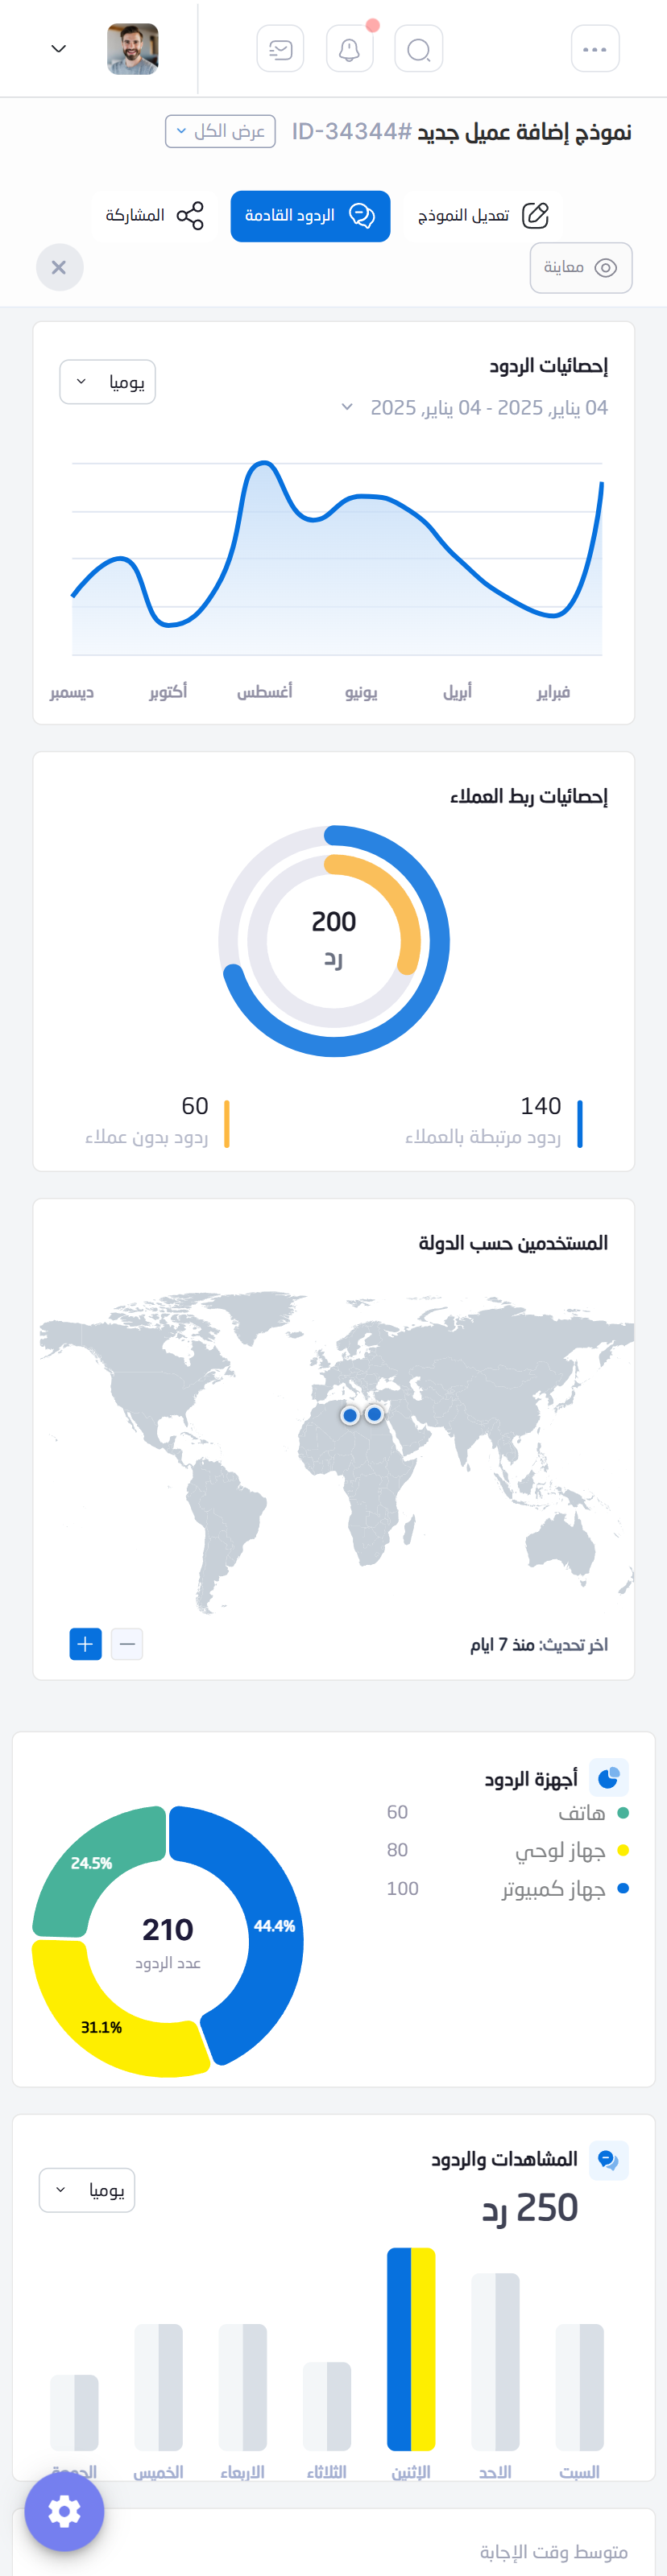 نموذج إضافة عميل جديد #ID-34344 عرض الكل
تعديل النموذج
الردود القادمة
المشاركة
معاينة
إحصائيات الردود
يوميا
04 يناير, 2025 - 04 يناير, 2025
فبراير أبريل يونيو أغسطس أكتوبر ديسمبر
إحصائيات ربط العملاء
200
رد
140
ردود مرتبطة بالعملاء
60
ردود بدون عملاء
المستخدمين حسب الدولة
اخر تحديث: منذ 7 ايام
أجهزة الردود
هاتف 60
جهاز لوحي 80
جهاز كمبيوتر 100
24.5%
44.4%
31.1%
210
عدد الردود
المشاهدات والردود
250 رد
يوميا
السبت الاحد الإثنين الثلاثاء الاربعاء الخميس الجمعة
متوسط وقت الإجابة